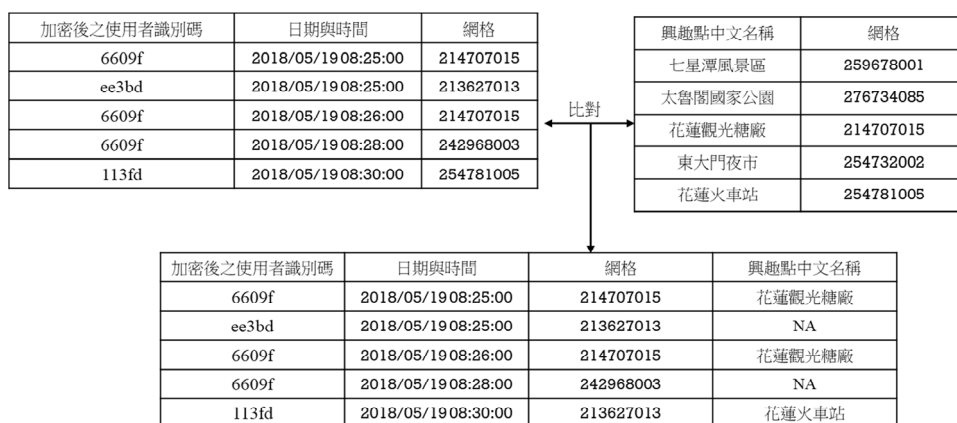 加密後之使用者識別碼 日期與時間 網格
6609f 2018/05/19 08:25:00 214707015
ee3bd 2018/05/19 08:25:00 213627013
6609f 2018/05/19 08:26:00 214707015
6609f 2018/05/19 08:28:00 242968003
113fd 2018/05/19 08:30:00 254781005
比對
興趣點中文名稱 網格
七星潭風景區 259678001
太魯閣國家公園 276734085
花蓮觀光糖廠 214707015
東大門夜市 254732002
花蓮火車站 254781005
加密後之使用者識別碼 日期與時間 網格 興趣點中文名稱
6609f 2018/05/19 08:25:00 214707015 花蓮觀光糖廠
ee3bd 2018/05/19 08:25:00 213627013 NA
6609f 2018/05/19 08:26:00 214707015 花蓮觀光糖廠
6609f 2018/05/19 08:28:00 242968003 NA
113fd 2018/05/19 08:30:00 213627013 花蓮火車站